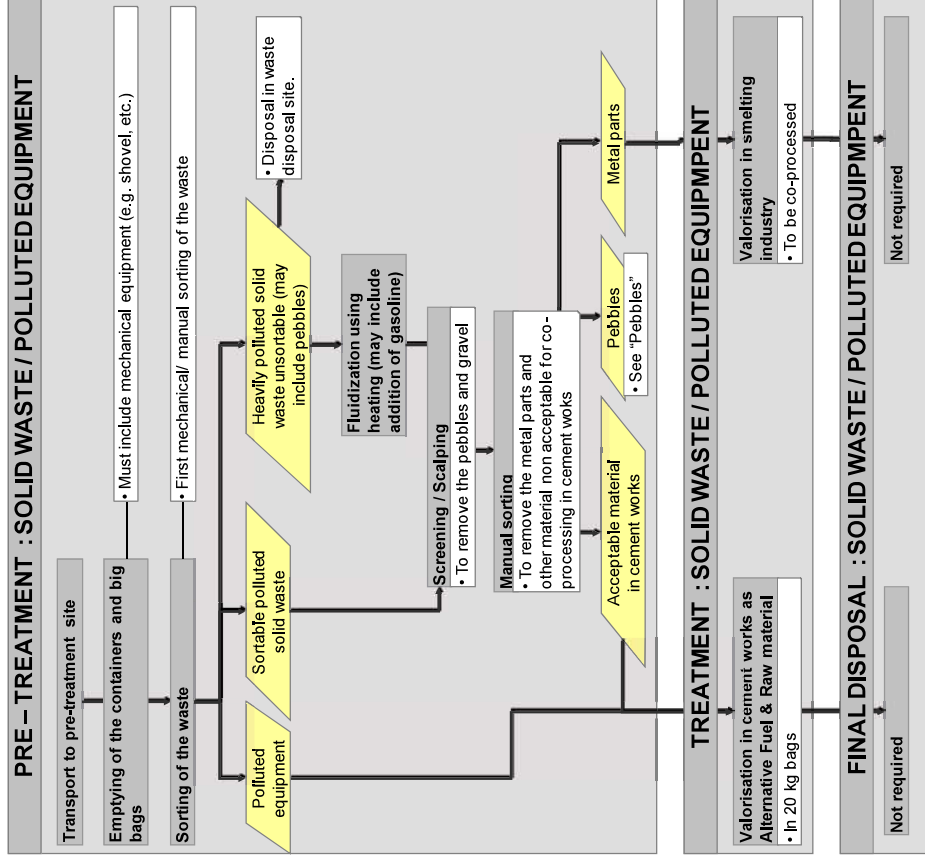 PRE – TREATMENT : SOLID WASTE / POLLUTED EQUIPMENT
Transport to pre-treatment site
Emptying of the containers and big
bags
• Must include mechanical equipment (e.g. shovel, etc.)
Sorting of the waste
• First mechanical/ manual sorting of the waste
Polluted
equipment
Sortable polluted
solid waste
Heavily polluted solid
waste unsortable (may
include pebbles)
• Disposal in waste
disposal site.
Fluidization using
heating (may include
addition of gasoline)
Screening / Scalping
• To remove the pebbles and gravel
Manual sorting
• To remove the metal parts and
other material non acceptable for co-
processing in cement woks
Acceptable material
in cement works
Pebbles
• See “Pebbles”
Metal parts
TREATMENT : SOLID WASTE / POLLUTED EQUIPMPENT
Valorisation in cement works as
Alternative Fuel & Raw material
• In 20 kg bags
Valorisation in smelting
industry
• To be co-processed
FINAL DISPOSAL : SOLID WASTE / POLLUTED EQUIPMPENT
Not required
Not required